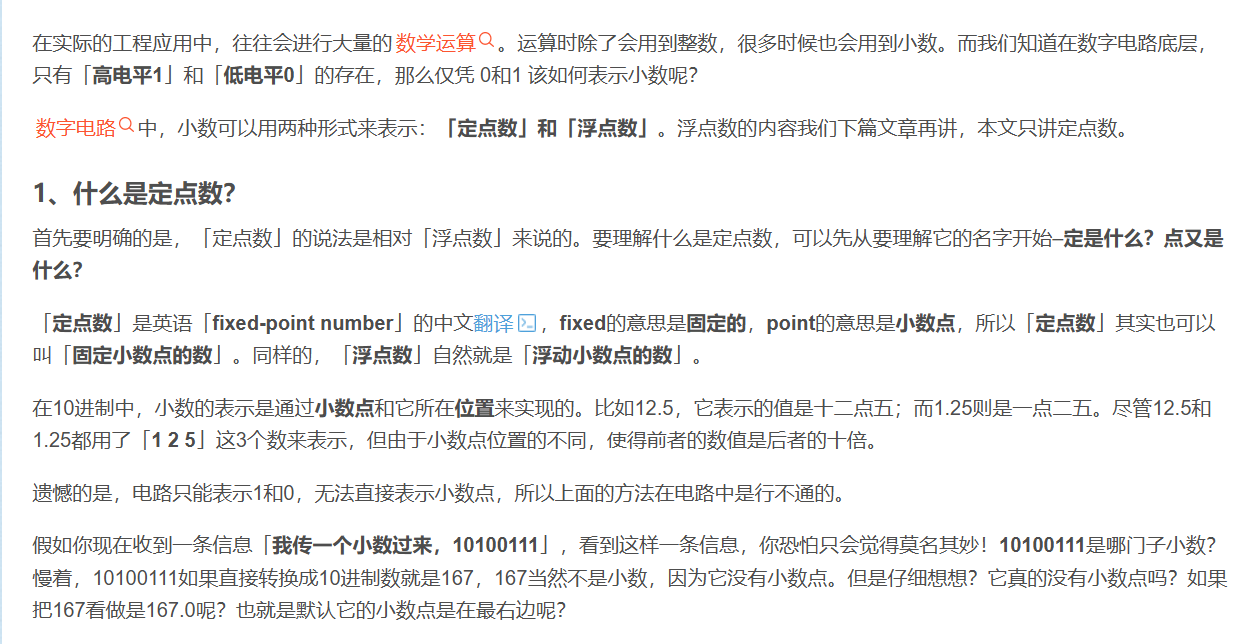 在实际的工程应用中，往往会进行大量的 数学运算 。运算时除了会用到整数，很多时候也会用到小数。而我们知道在数字电路底层，
只有「高电平1」和「低电平0」的存在，那么仅凭 0和1 该如何表示小数呢？
数字电路 中，小数可以用两种形式来表示：「定点数」和「浮点数」。浮点数的内容我们下篇文章再讲，本文只讲定点数。
1、什么是定点数？
首先要明确的是，「定点数」的说法是相对「浮点数」来说的。要理解什么是定点数，可以先从要理解它的名字开始–定是什么？点又是
什么？
「定点数」是英语「fixed-point number」的中文翻译 ，fixed的意思是固定的，point的意思是小数点，所以「定点数」其实也可以
叫「固定小数点的数」。同样的，「浮点数」自然就是「浮动小数点的数」。
在10进制中，小数的表示是通过小数点和它所在位置来实现的。比如12.5，它表示的值是十二点五；而1.25则是一点二五。尽管12.5和
1.25都用了「1 2 5」这3个数来表示，但由于小数点位置的不同，使得前者的数值是后者的十倍。
遗憾的是，电路只能表示1和0，无法直接表示小数点，所以上面的方法在电路中是行不通的。
假如你现在收到一条信息「我传一个小数过来，10100111」，看到这样一条信息，你恐怕只会觉得莫名其妙！10100111是哪门子小数？
慢着，10100111如果直接转换成10进制数就是167，167当然不是小数，因为它没有小数点。但是仔细想想？它真的没有小数点吗？如果
把167看做是167.0呢？也就是默认它的小数点是在最右边呢？